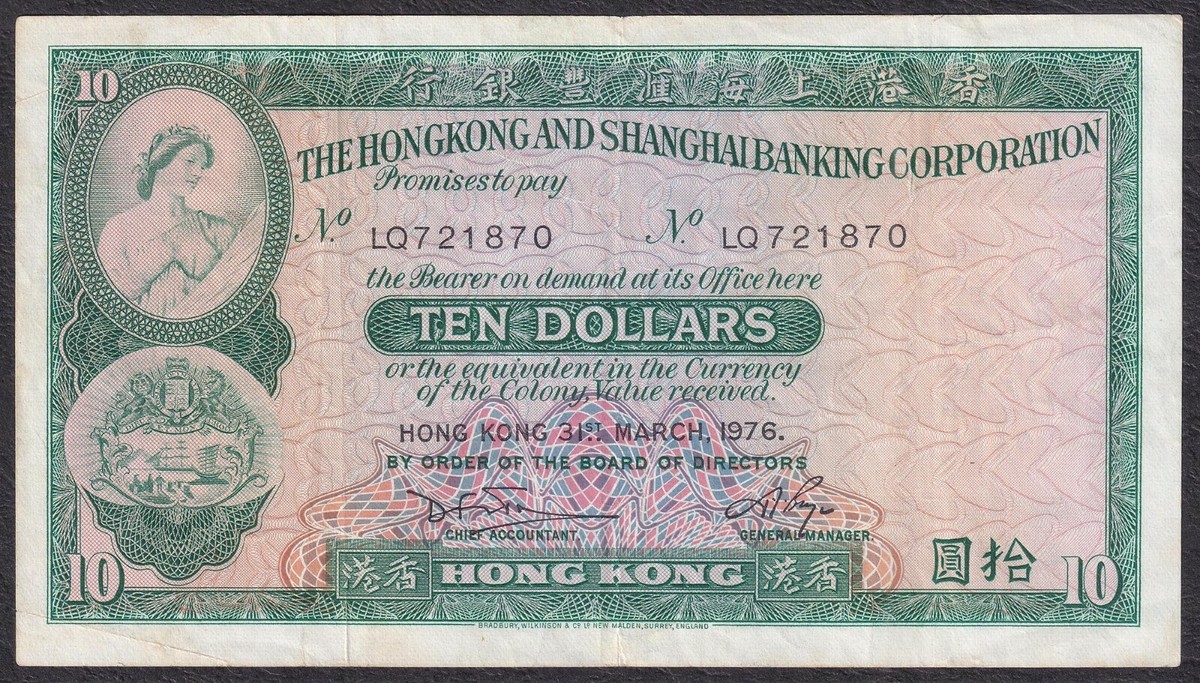 香港上海滙豐銀行
10
THE HONGKONG AND SHANGHAI BANKING CORPORATION
Promises to pay
No. LQ721870 No. LQ721870
the Bearer on demand at its Office here
TEN DOLLARS
or the equivalent in the Currency
of the Colony, Value received.
HONG KONG 31ST. MARCH, 1976.
BY ORDER OF THE BOARD OF DIRECTORS
CHIEF ACCOUNTANT. GENERAL MANAGER.
10 香港 HONG KONG 香港 拾圓 10
BRADBURY, WILKINSON & Co. Ld. NEW MALDEN, SURREY, ENGLAND